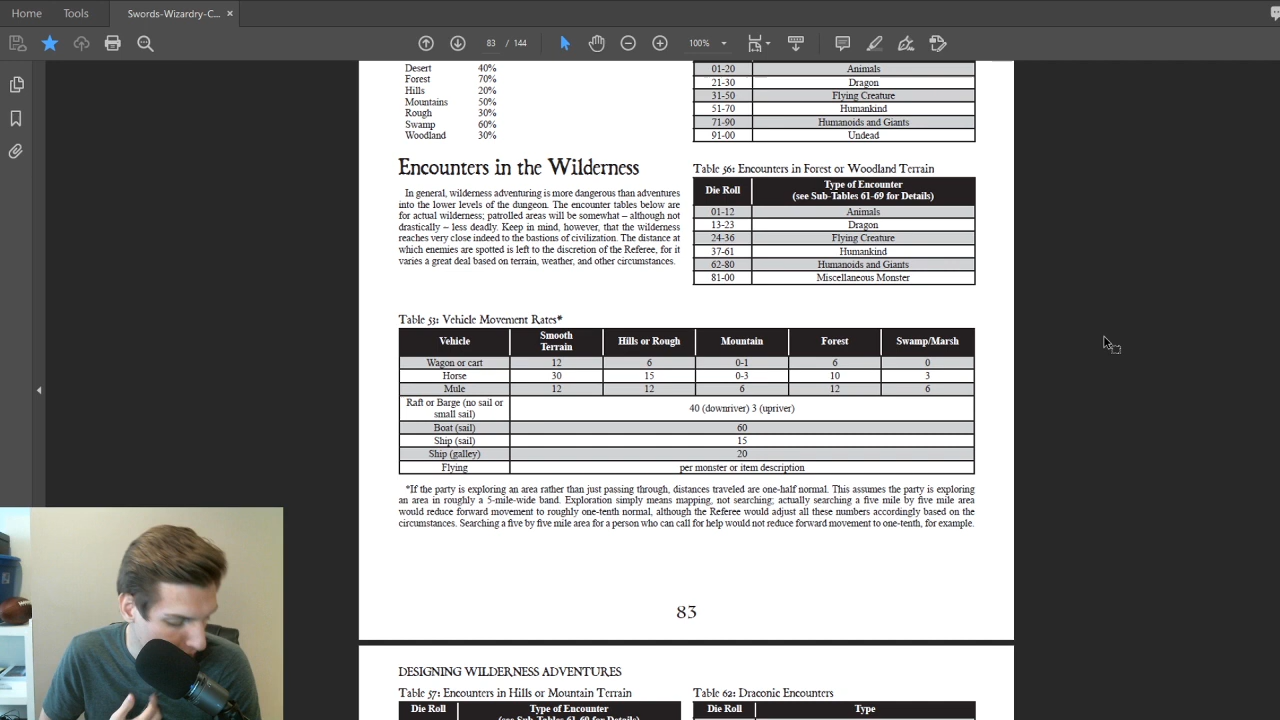 Home
Tools
Swords-Wizardry-C... ×
83 / 144
100%
Desert 40%
Forest 70%
Hills 20%
Mountains 50%
Rough 30%
Swamp 60%
Woodland 30%
Encounters in the Wilderness
In general, wilderness adventuring is more dangerous than adventures
into the lower levels of the dungeon. The encounter tables below are
for actual wilderness; patrolled areas will be somewhat – although not
drastically – less deadly. Keep in mind, however, that the wilderness
reaches very close indeed to the bastions of civilization. The distance at
which enemies are spotted is left to the discretion of the Referee, for it
varies a great deal based on terrain, weather, and other circumstances.
01-20 Animals
21-30 Dragon
31-50 Flying Creature
51-70 Humankind
71-90 Humanoids and Giants
91-00 Undead
Table 56: Encounters in Forest or Woodland Terrain
Die Roll Type of Encounter
(see Sub-Tables 61-69 for Details)
01-12 Animals
13-23 Dragon
24-36 Flying Creature
37-61 Humankind
62-80 Humanoids and Giants
81-00 Miscellaneous Monster
Table 53: Vehicle Movement Rates*
Vehicle Smooth Terrain Hills or Rough Mountain Forest Swamp/Marsh
Wagon or cart 12 6 0-1 6 0
Horse 30 15 0-3 10 3
Mule 12 12 6 12 6
Raft or Barge (no sail or
small sail) 40 (downriver) 3 (upriver)
Boat (sail) 60
Ship (sail) 15
Ship (galley) 20
Flying per monster or item description
*If the party is exploring an area rather than just passing through, distances traveled are one-half normal. This assumes the party is exploring
an area in roughly a 5-mile-wide band. Exploration simply means mapping, not searching; actually searching a five mile by five mile area
would reduce forward movement to roughly one-tenth normal, although the Referee would adjust all these numbers accordingly based on the
circumstances. Searching a five by five mile area for a person who can call for help would not reduce forward movement to one-tenth, for example.
83
DESIGNING WILDERNESS ADVENTURES
Table 57: Encounters in Hills or Mountain Terrain
Die Roll Type of Encounter
(see Sub-Tables 61-69 for Details)
Table 62: Draconic Encounters
Die Roll Type